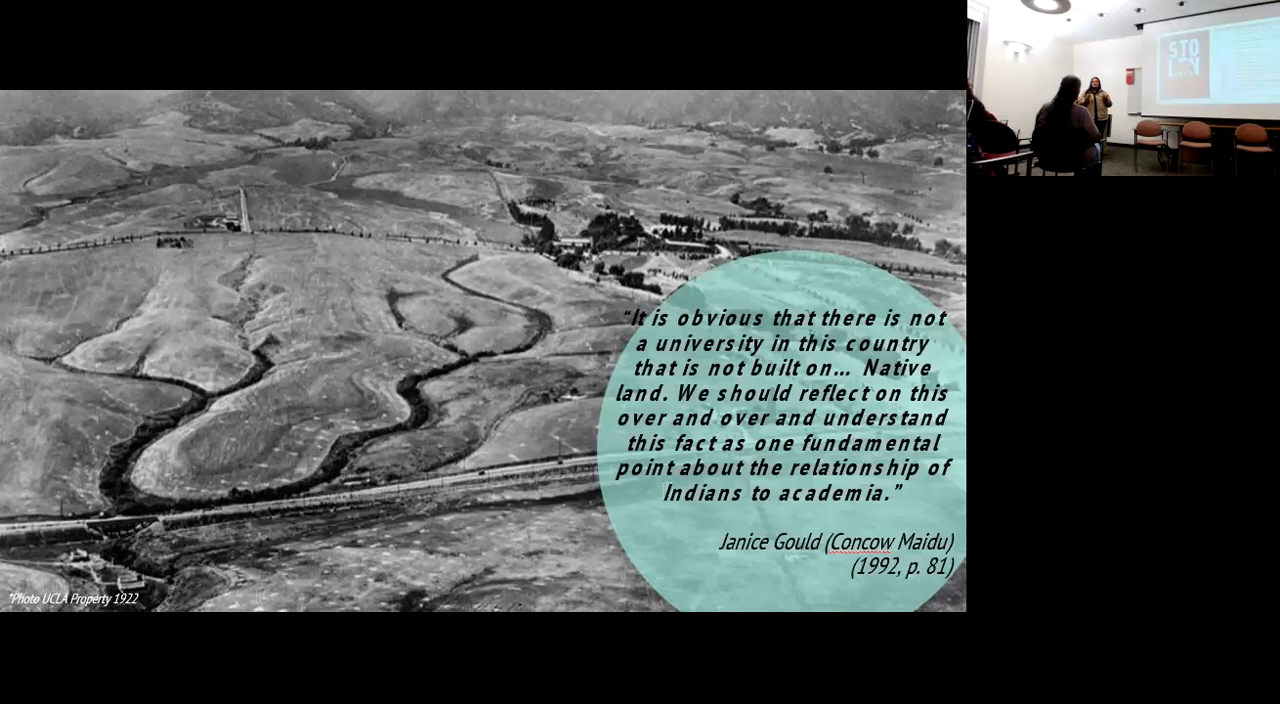 “It is obvious that there is not
a university in this country
that is not built on... Native
land. We should reflect on this
over and over and understand
this fact as one fundamental
point about the relationship of
Indians to academia.”
Janice Gould (Concow Maidu)
(1992, p. 81)
*Photo UCLA Property 1922
STO